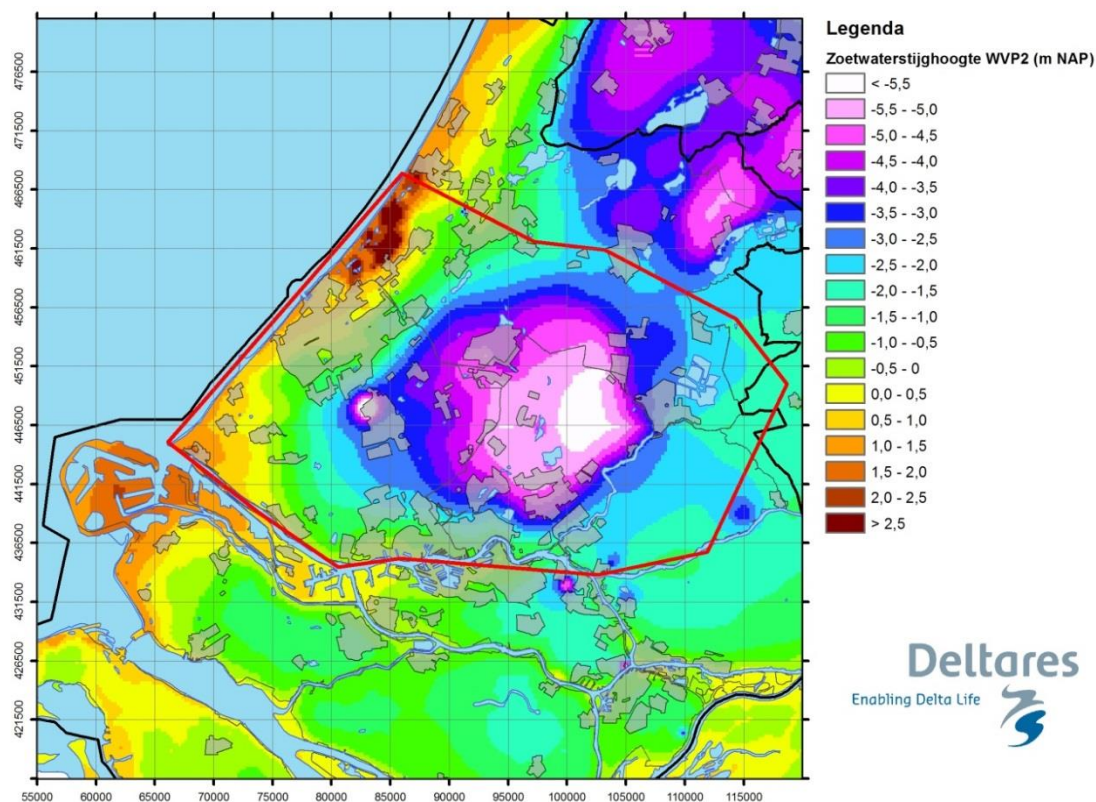 Legenda
Zoetwaterstijghoogte WVP2 (m NAP)
< -5,5
-5,5 - -5,0
-5,0 - -4,5
-4,5 - -4,0
-4,0 - -3,5
-3,5 - -3,0
-3,0 - -2,5
-2,5 - -2,0
-2,0 - -1,5
-1,5 - -1,0
-1,0 - -0,5
-0,5 - 0
0,0 - 0,5
0,5 - 1,0
1,0 - 1,5
1,5 - 2,0
2,0 - 2,5
> 2,5
476500
471500
466500
461500
456500
451500
446500
441500
436500
431500
426500
421500
55000 60000 65000 70000 75000 80000 85000 90000 95000 100000 105000 110000 115000
Deltares
Enabling Delta Life